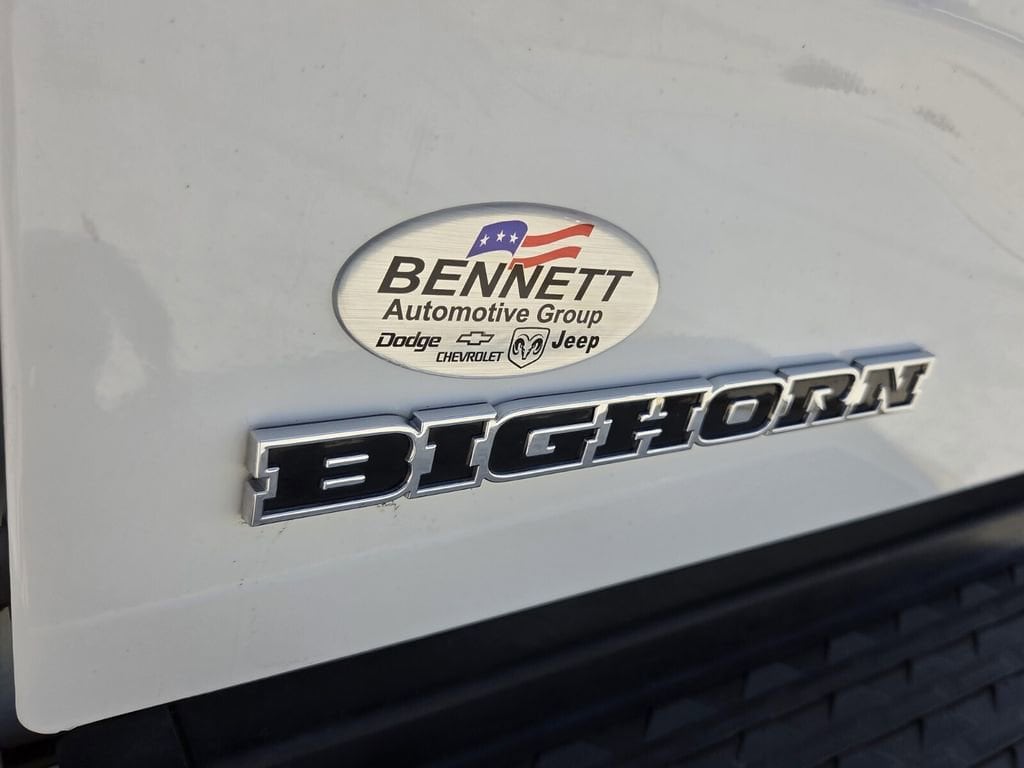 BENNETT
Automotive Group
Dodge CHEVROLET Jeep
BIGHORN